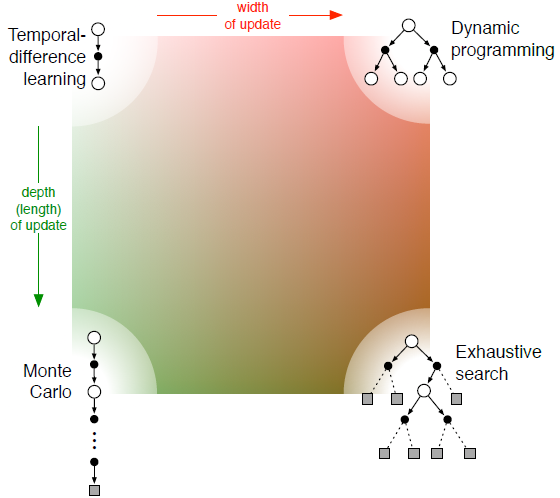 width
of update
Temporal-
difference
learning
Dynamic
programming
depth
(length)
of update
Monte
Carlo
Exhaustive
search